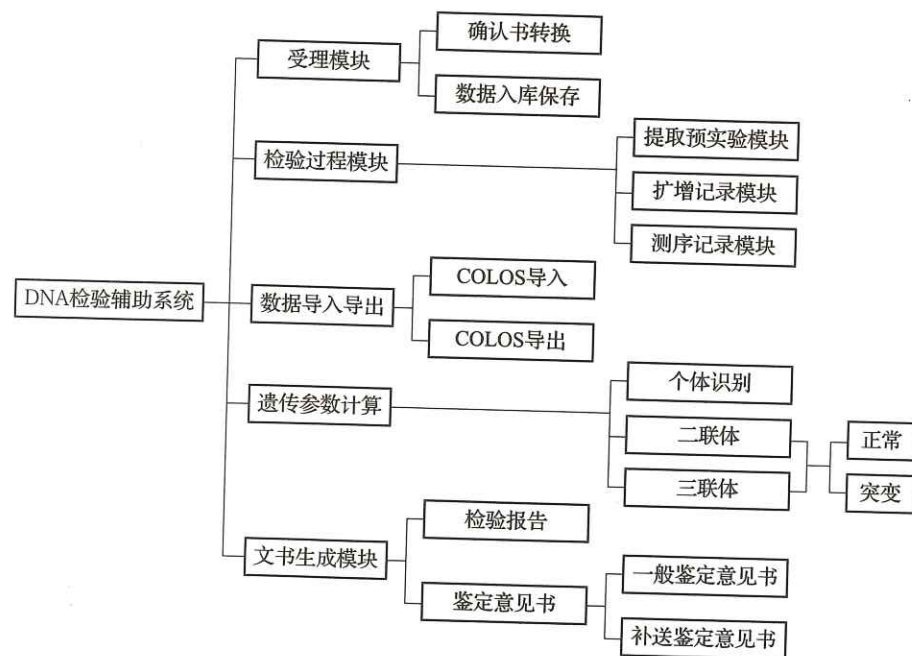 DNA检验辅助系统
受理模块
确认书转换
数据入库保存
检验过程模块
提取预实验模块
扩增记录模块
测序记录模块
数据导入导出
COLOS导入
COLOS导出
遗传参数计算
个体识别
二联体
三联体
正常
突变
文书生成模块
检验报告
鉴定意见书
一般鉴定意见书
补送鉴定意见书